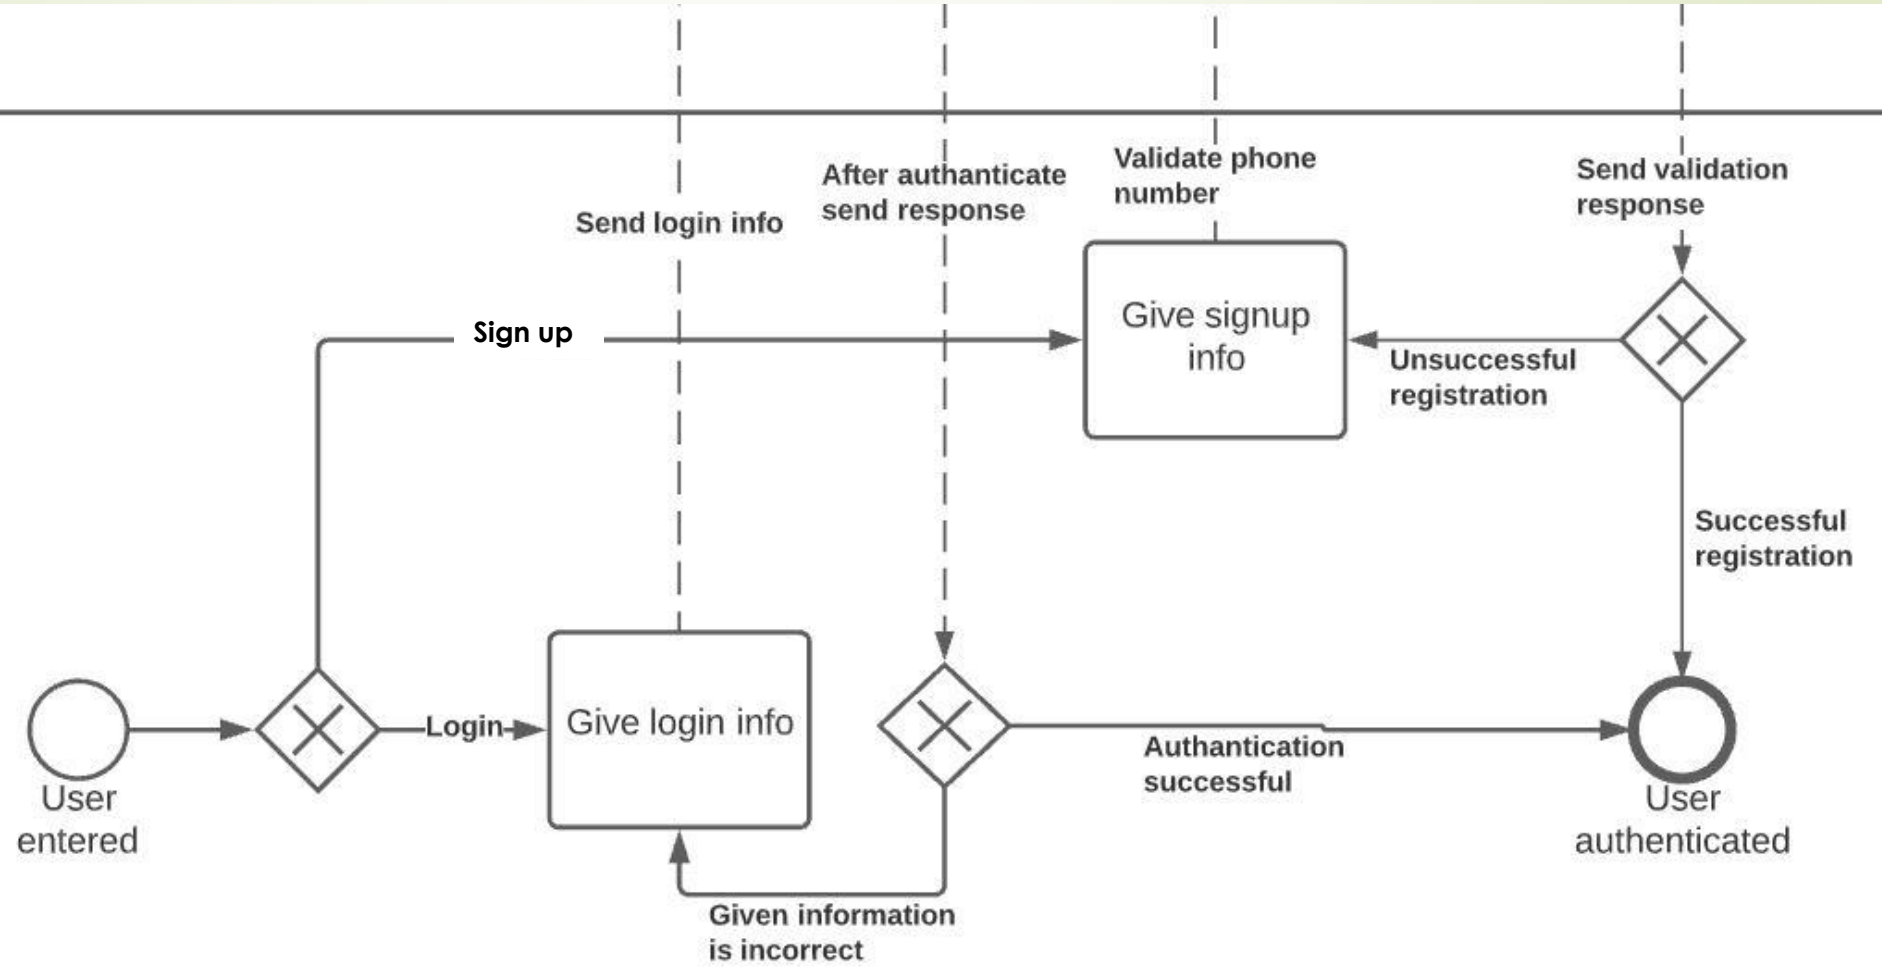 Send login info
After authanticate
send response
Validate phone
number
Send validation
response
Sign up
Give signup
info
Unsuccessful
registration
Successful
registration
Login
Give login info
Authantication
successful
User
entered
User
authenticated
Given information
is incorrect